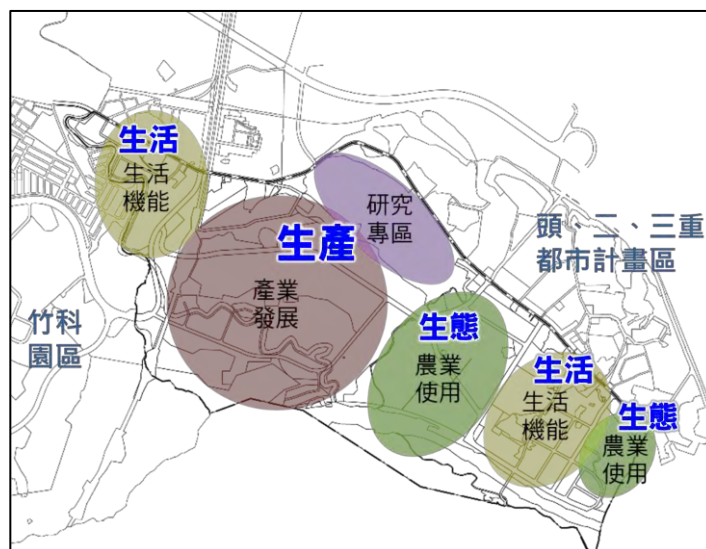 生活
生活
機能
研究
專區
生產
產業
發展
頭、二、三重
都市計畫區
竹科
園區
生態
農業
使用
生活
生活
機能
生態
農業
使用